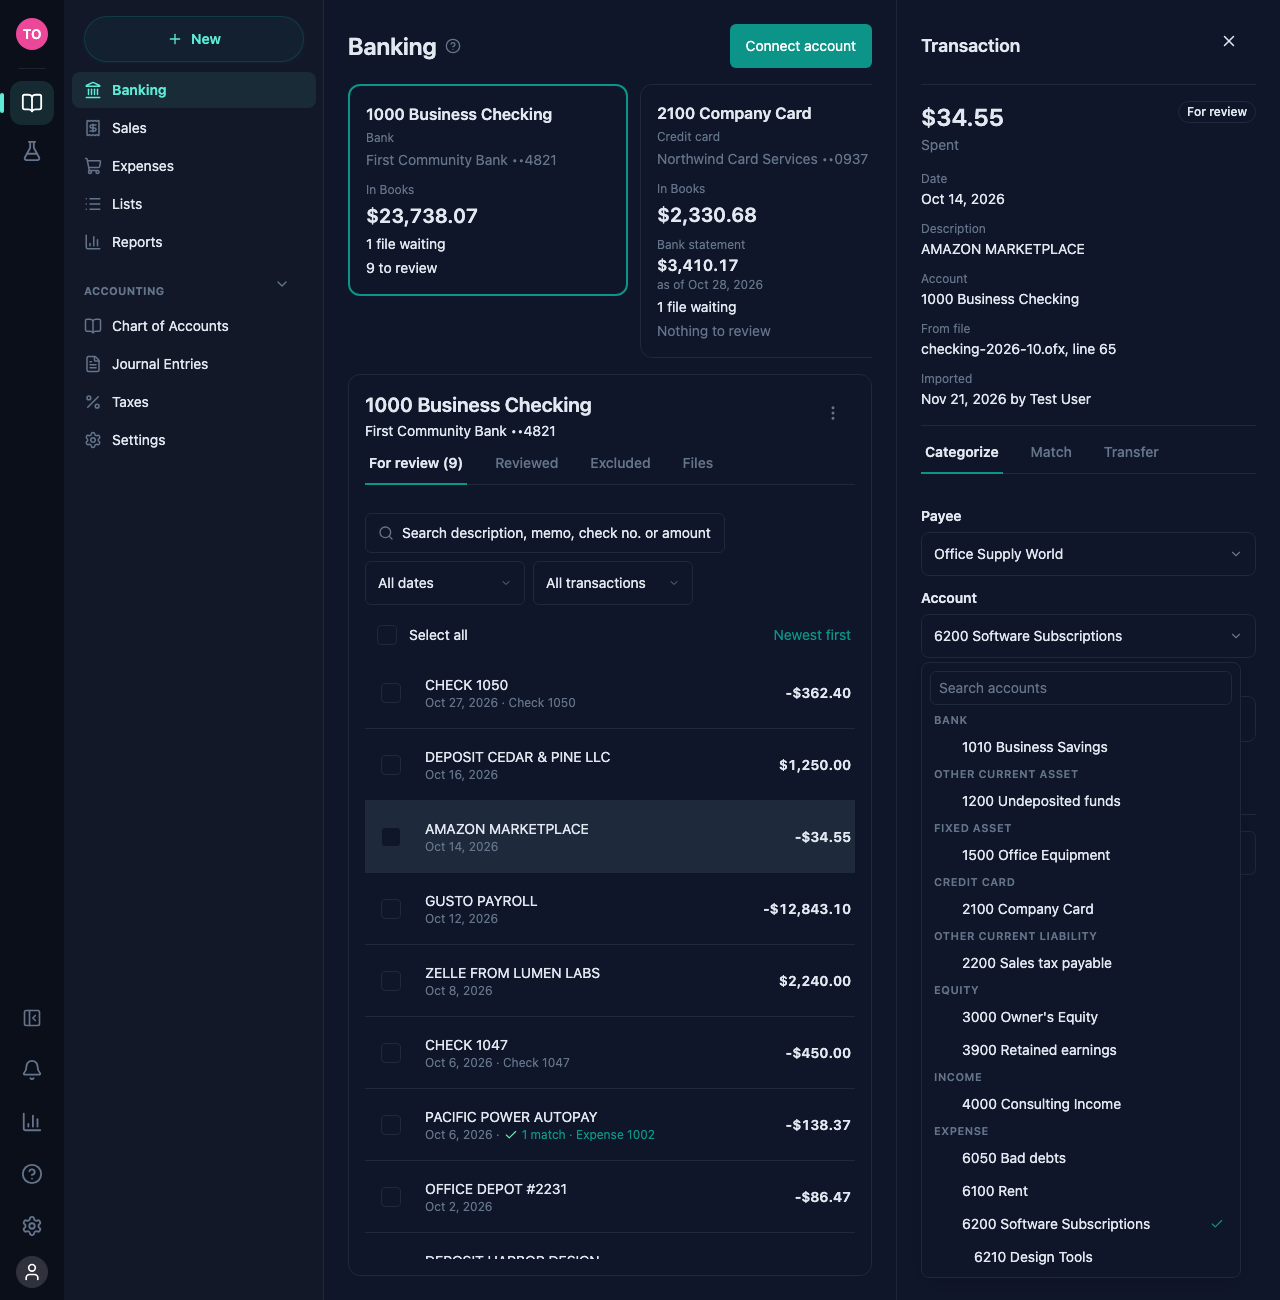 TO
New
Banking
Sales
Expenses
Lists
Reports
ACCOUNTING
Chart of Accounts
Journal Entries
Taxes
Settings
Banking
Connect account
1000 Business Checking
Bank
First Community Bank ••4821
In Books
$23,738.07
1 file waiting
9 to review
2100 Company Card
Credit card
Northwind Card Services ••0937
In Books
$2,330.68
Bank statement
$3,410.17
as of Oct 28, 2026
1 file waiting
Nothing to review
1000 Business Checking
First Community Bank ••4821
For review (9)
Reviewed
Excluded
Files
Search description, memo, check no. or amount
All dates
All transactions
Select all
Newest first
CHECK 1050
Oct 27, 2026 · Check 1050
-$362.40
DEPOSIT CEDAR & PINE LLC
Oct 16, 2026
$1,250.00
AMAZON MARKETPLACE
Oct 14, 2026
-$34.55
GUSTO PAYROLL
Oct 12, 2026
-$12,843.10
ZELLE FROM LUMEN LABS
Oct 8, 2026
$2,240.00
CHECK 1047
Oct 6, 2026 · Check 1047
-$450.00
PACIFIC POWER AUTOPAY
Oct 6, 2026 · 1 match · Expense 1002
-$138.37
OFFICE DEPOT #2231
Oct 2, 2026
-$86.47
DEPOSIT HARBOR DESIGN
Transaction
$34.55
For review
Spent
Date
Oct 14, 2026
Description
AMAZON MARKETPLACE
Account
1000 Business Checking
From file
checking-2026-10.ofx, line 65
Imported
Nov 21, 2026 by Test User
Categorize
Match
Transfer
Payee
Office Supply World
Account
6200 Software Subscriptions
Search accounts
BANK
1010 Business Savings
OTHER CURRENT ASSET
1200 Undeposited funds
FIXED ASSET
1500 Office Equipment
CREDIT CARD
2100 Company Card
OTHER CURRENT LIABILITY
2200 Sales tax payable
EQUITY
3000 Owner's Equity
3900 Retained earnings
INCOME
4000 Consulting Income
EXPENSE
6050 Bad debts
6100 Rent
6200 Software Subscriptions
6210 Design Tools